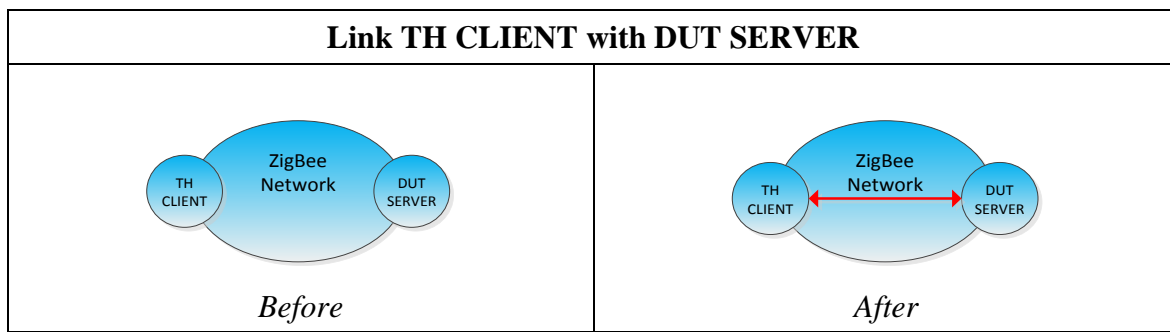 Link TH CLIENT with DUT SERVER
ZigBee
Network
TH
CLIENT
DUT
SERVER
Before
ZigBee
Network
TH
CLIENT
DUT
SERVER
After